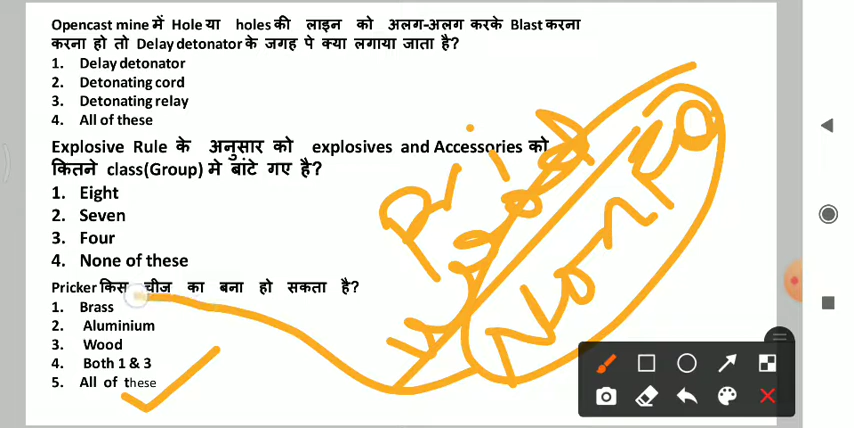 Opencast mine में Hole या holes की लाइन को अलग-अलग करके Blast करना
करना हो तो Delay detonator के जगह पे क्या लगाया जाता है?
1. Delay detonator
2. Detonating cord
3. Detonating relay
4. All of these
Explosive Rule के अनुसार को explosives and Accessories को
कितने class(Group) मे बांटे गए है?
1. Eight
2. Seven
3. Four
4. None of these
Pricker किस चीज का बना हो सकता है?
1. Brass
2. Aluminium
3. Wood
4. Both 1 & 3
5. All of these